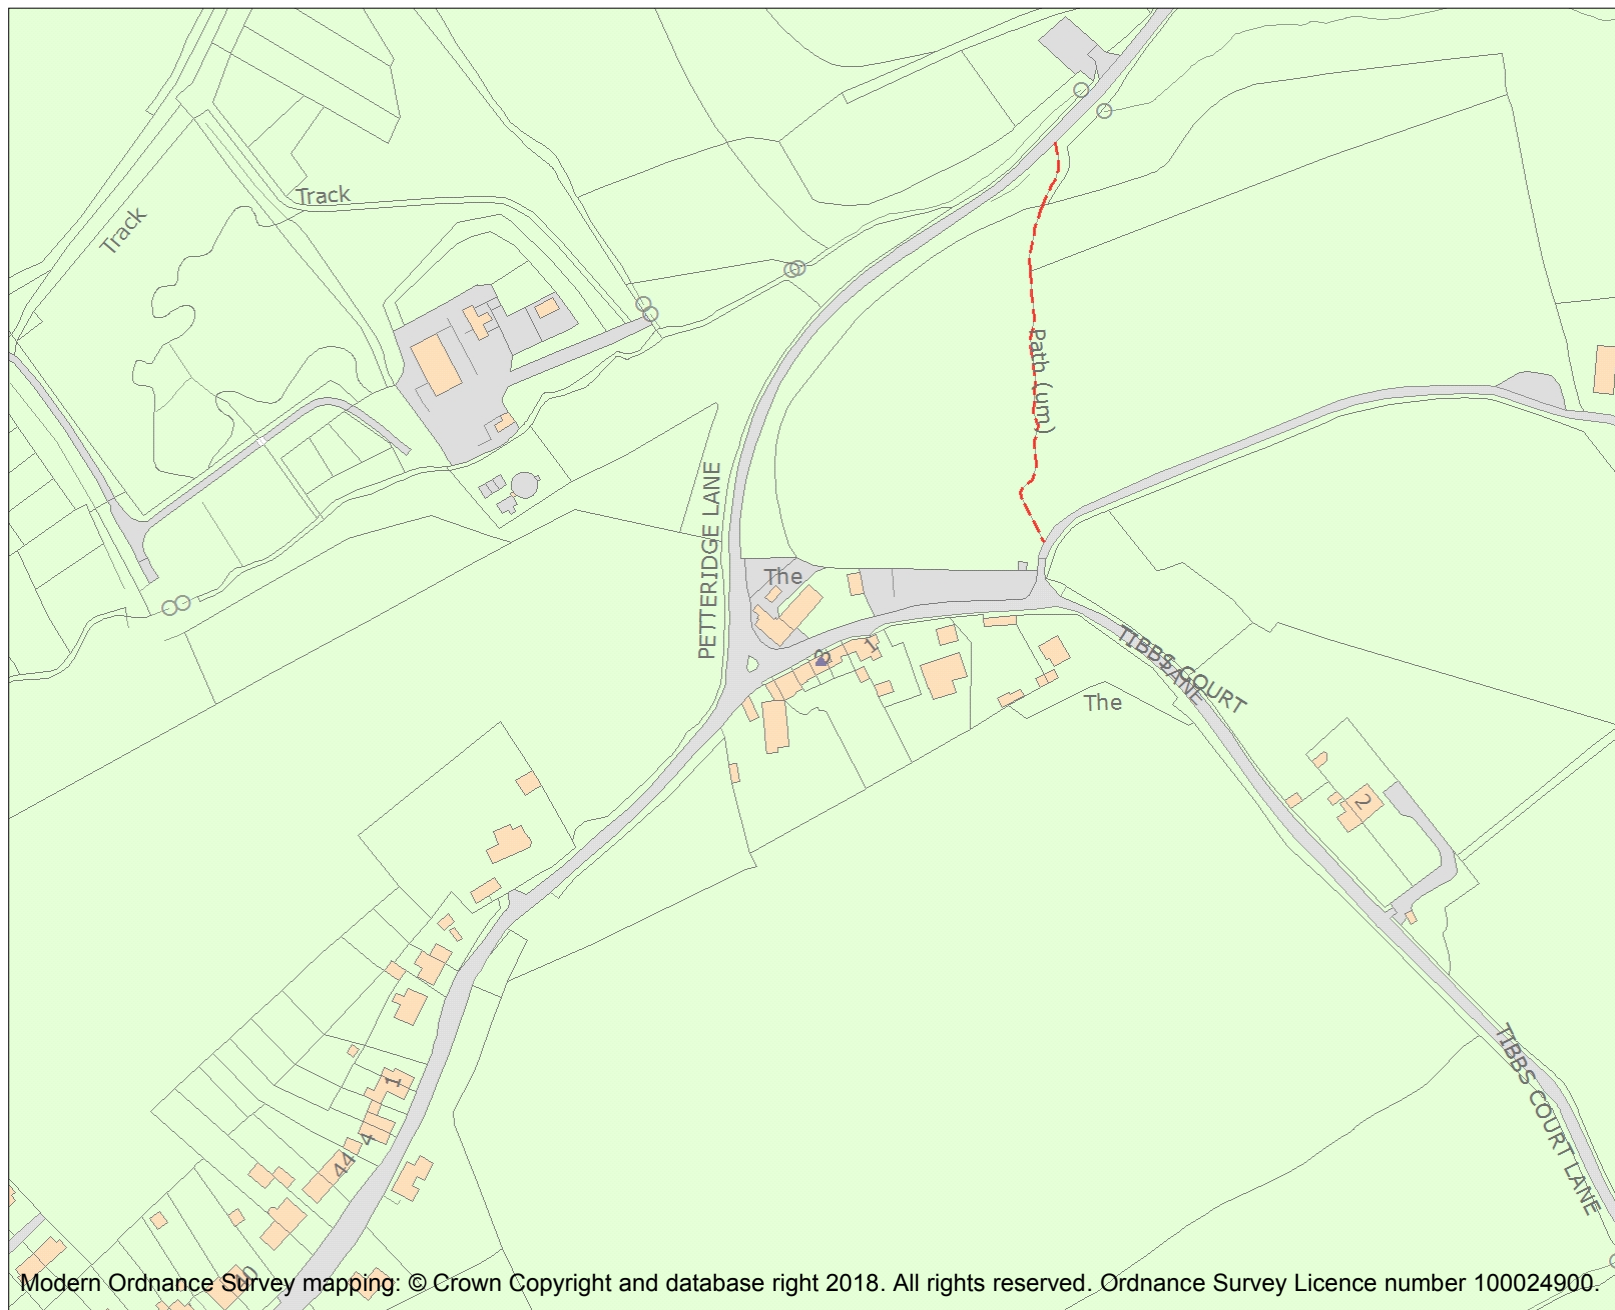 Track
Track
Path (um)
PETTERIDGE LANE
The
1
TIBBS COURT
LANE
The
2
TIBBS COURT LANE
1
4
44
Modern Ordnance Survey mapping: © Crown Copyright and database right 2018. All rights reserved. Ordnance Survey Licence number 100024900.